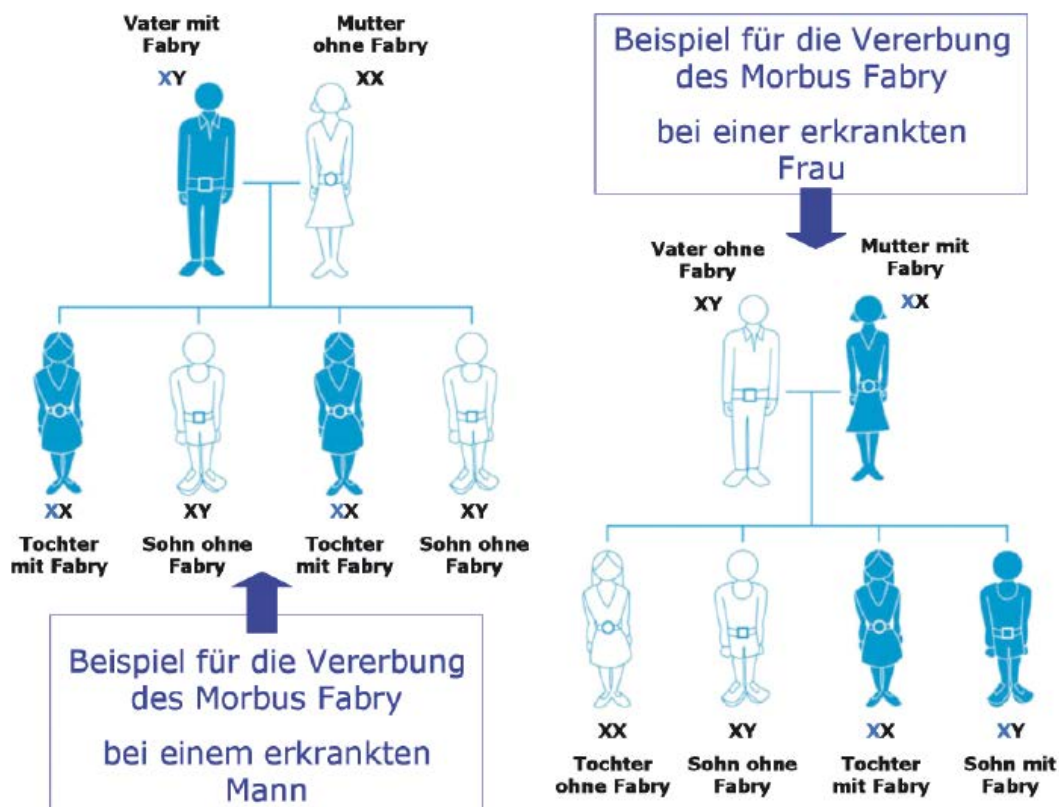 Vater mit
Fabry
XY
Mutter
ohne Fabry
XX
XX
Tochter
mit Fabry
XY
Sohn ohne
Fabry
XX
Tochter
mit Fabry
XY
Sohn ohne
Fabry
Beispiel für die Vererbung
des Morbus Fabry
bei einem erkrankten
Mann
Beispiel für die Vererbung
des Morbus Fabry
bei einer erkrankten
Frau
Vater ohne
Fabry
XY
Mutter mit
Fabry
XX
XX
Tochter
ohne Fabry
XY
Sohn ohne
Fabry
XX
Tochter
mit Fabry
XY
Sohn mit
Fabry